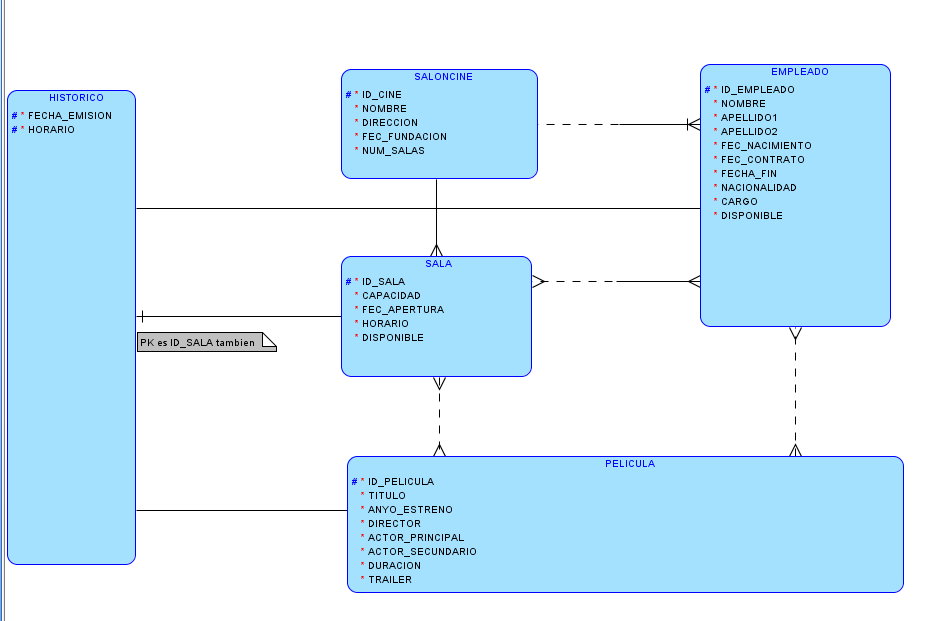 HISTORICO
# * FECHA_EMISION
# * HORARIO
SALONCINE
# * ID_CINE
* NOMBRE
* DIRECCION
* FEC_FUNDACION
* NUM_SALAS
EMPLEADO
# * ID_EMPLEADO
* NOMBRE
* APELLIDO1
* APELLIDO2
* FEC_NACIMIENTO
* FEC_CONTRATO
* FECHA_FIN
* NACIONALIDAD
* CARGO
* DISPONIBLE
SALA
# * ID_SALA
* CAPACIDAD
* FEC_APERTURA
* HORARIO
* DISPONIBLE
PK es ID_SALA tambien
PELICULA
# * ID_PELICULA
* TITULO
* ANYO_ESTRENO
* DIRECTOR
* ACTOR_PRINCIPAL
* ACTOR_SECUNDARIO
* DURACION
* TRAILER